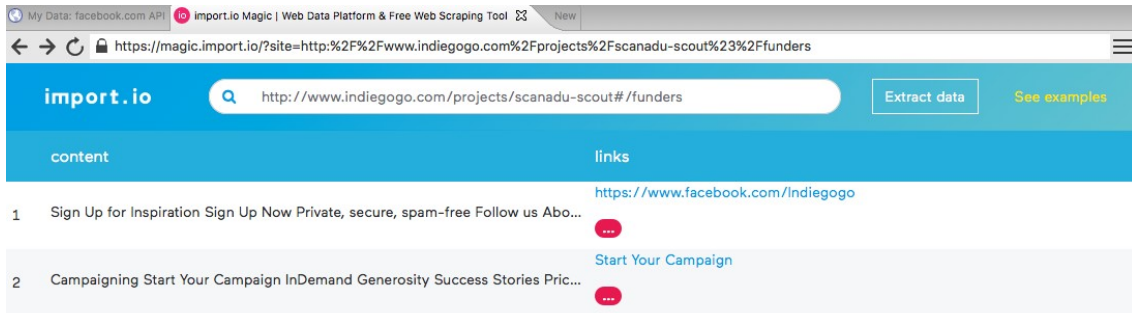 My Data: facebook.com API io import.io Magic | Web Data Platform & Free Web Scraping Tool New
https://magic.import.io/?site=http:%2F%2Fwww.indiegogo.com%2Fprojects%2Fscanadu-scout%23%2Ffunders
import.io http://www.indiegogo.com/projects/scanadu-scout#/funders Extract data See examples
content links
https://www.facebook.com/Indiegogo
1 Sign Up for Inspiration Sign Up Now Private, secure, spam-free Follow us Abo...
...
Start Your Campaign
2 Campaigning Start Your Campaign InDemand Generosity Success Stories Pric...
...